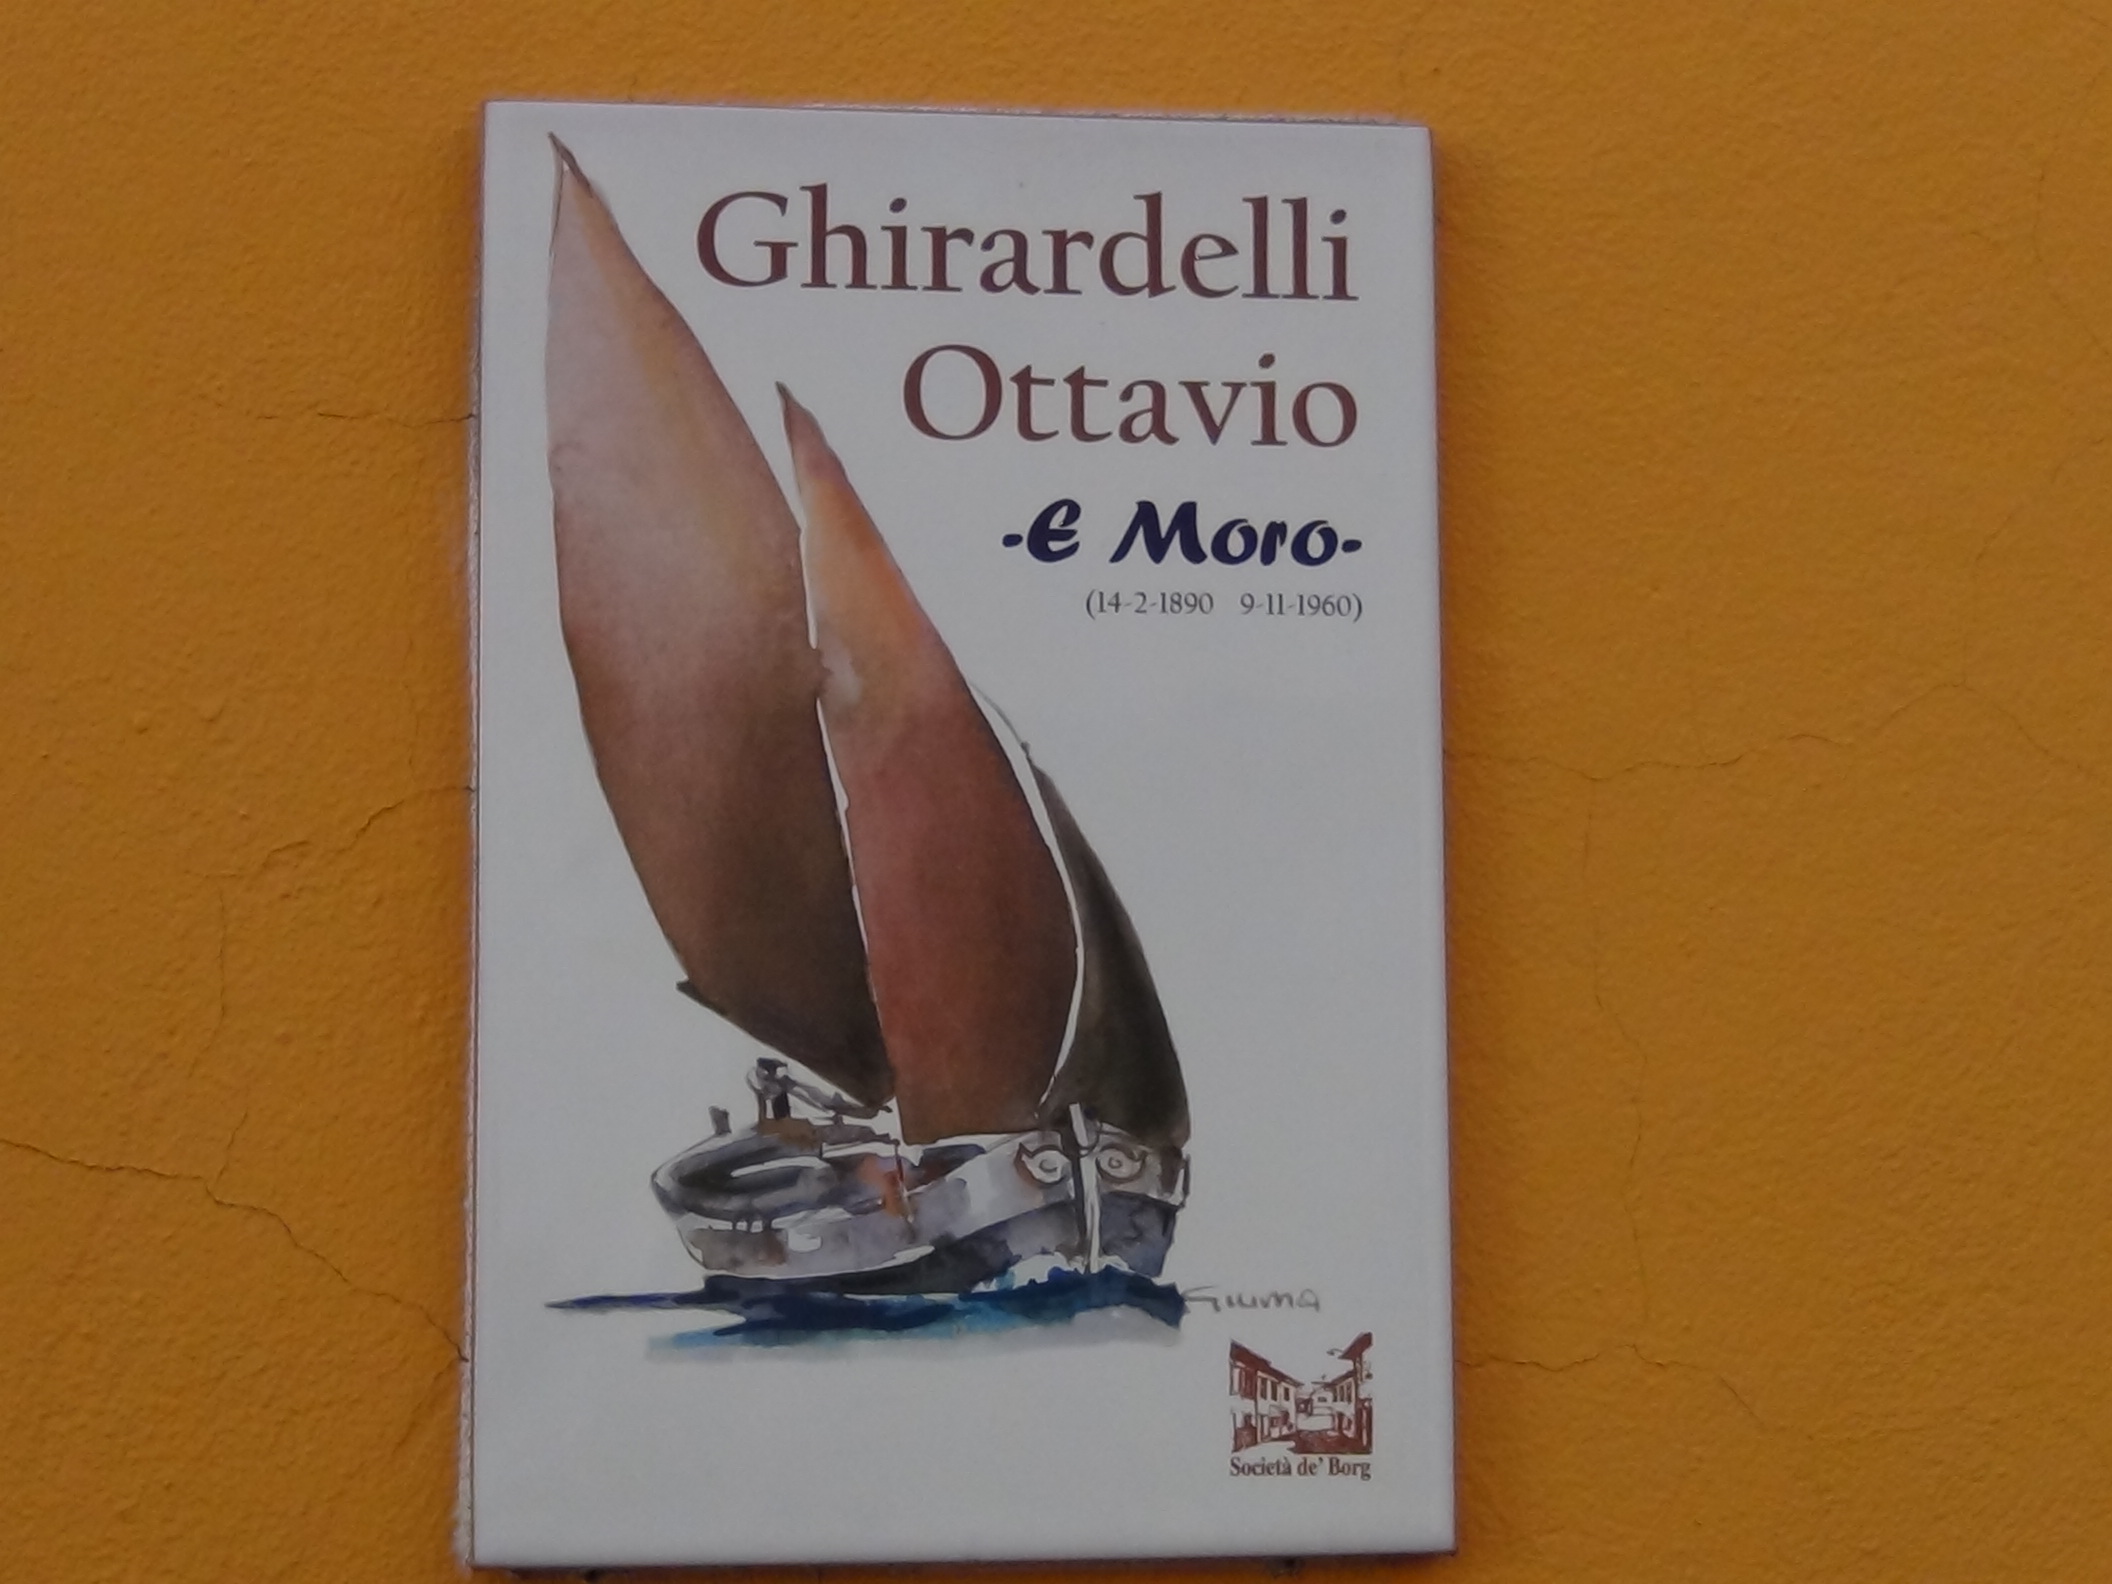 Ghirardelli
Ottavio
-E Moro-
(14-2-1890 9-11-1960)
Giuma
Società de' Borg